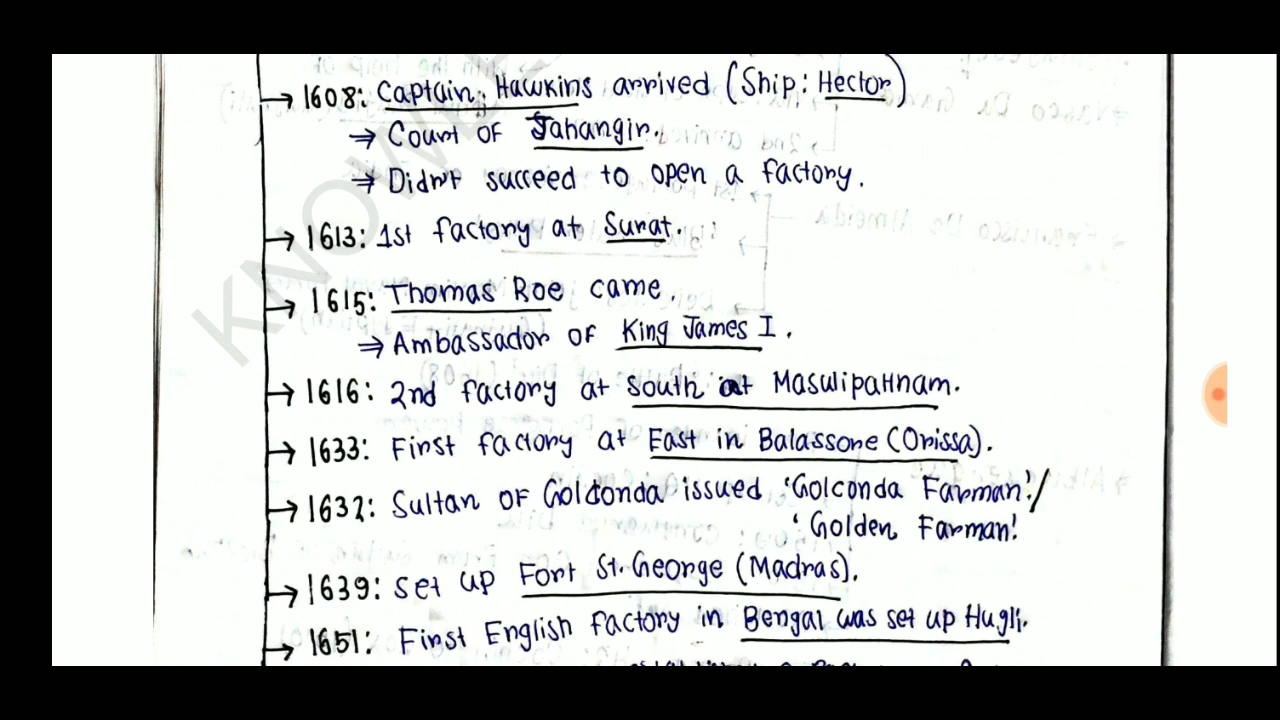 → 1608: Captain Hawkins arrived (Ship: Hector)
⇒ Court of Jahangir.
⇒ Didn't succeed to open a factory.
→ 1613: 1st factory at Surat.
→ 1615: Thomas Roe came.
⇒ Ambassador of King James I.
→ 1616: 2nd factory at south at Masulipatnam.
→ 1633: First factory at East in Balassore (Orissa).
→ 1632: Sultan of Golconda issued 'Golconda Farman'/
'Golden Farman'
→ 1639: Set up Fort St. George (Madras).
→ 1651: First English factory in Bengal was set up Hugli.